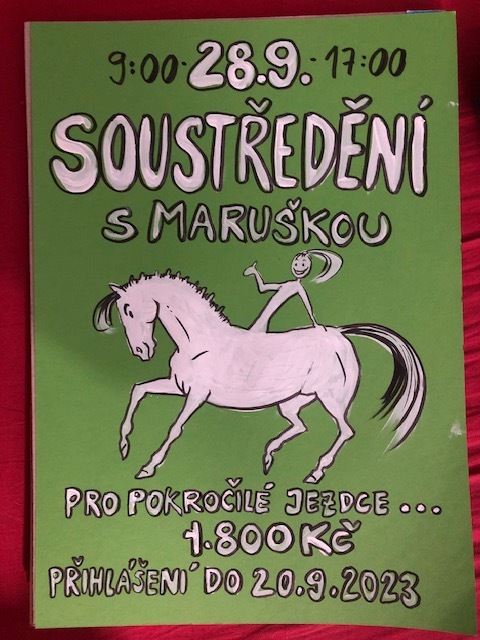 9:00-28.9.-17:00
SOUSTŘEDĚNÍ
S MARUŠKOU
PRO POKROČILÉ JEZDCE...
1.800 KČ
PŘIHLÁŠENÍ DO 20.9.2023